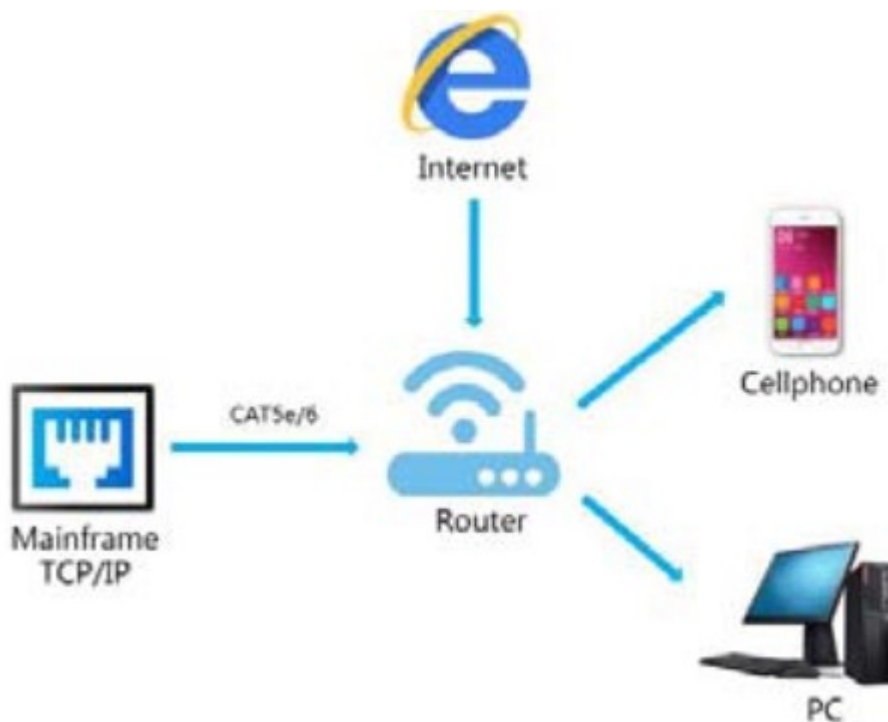 Internet
Cellphone
CAT5e/6
Router
Mainframe
TCP/IP
PC